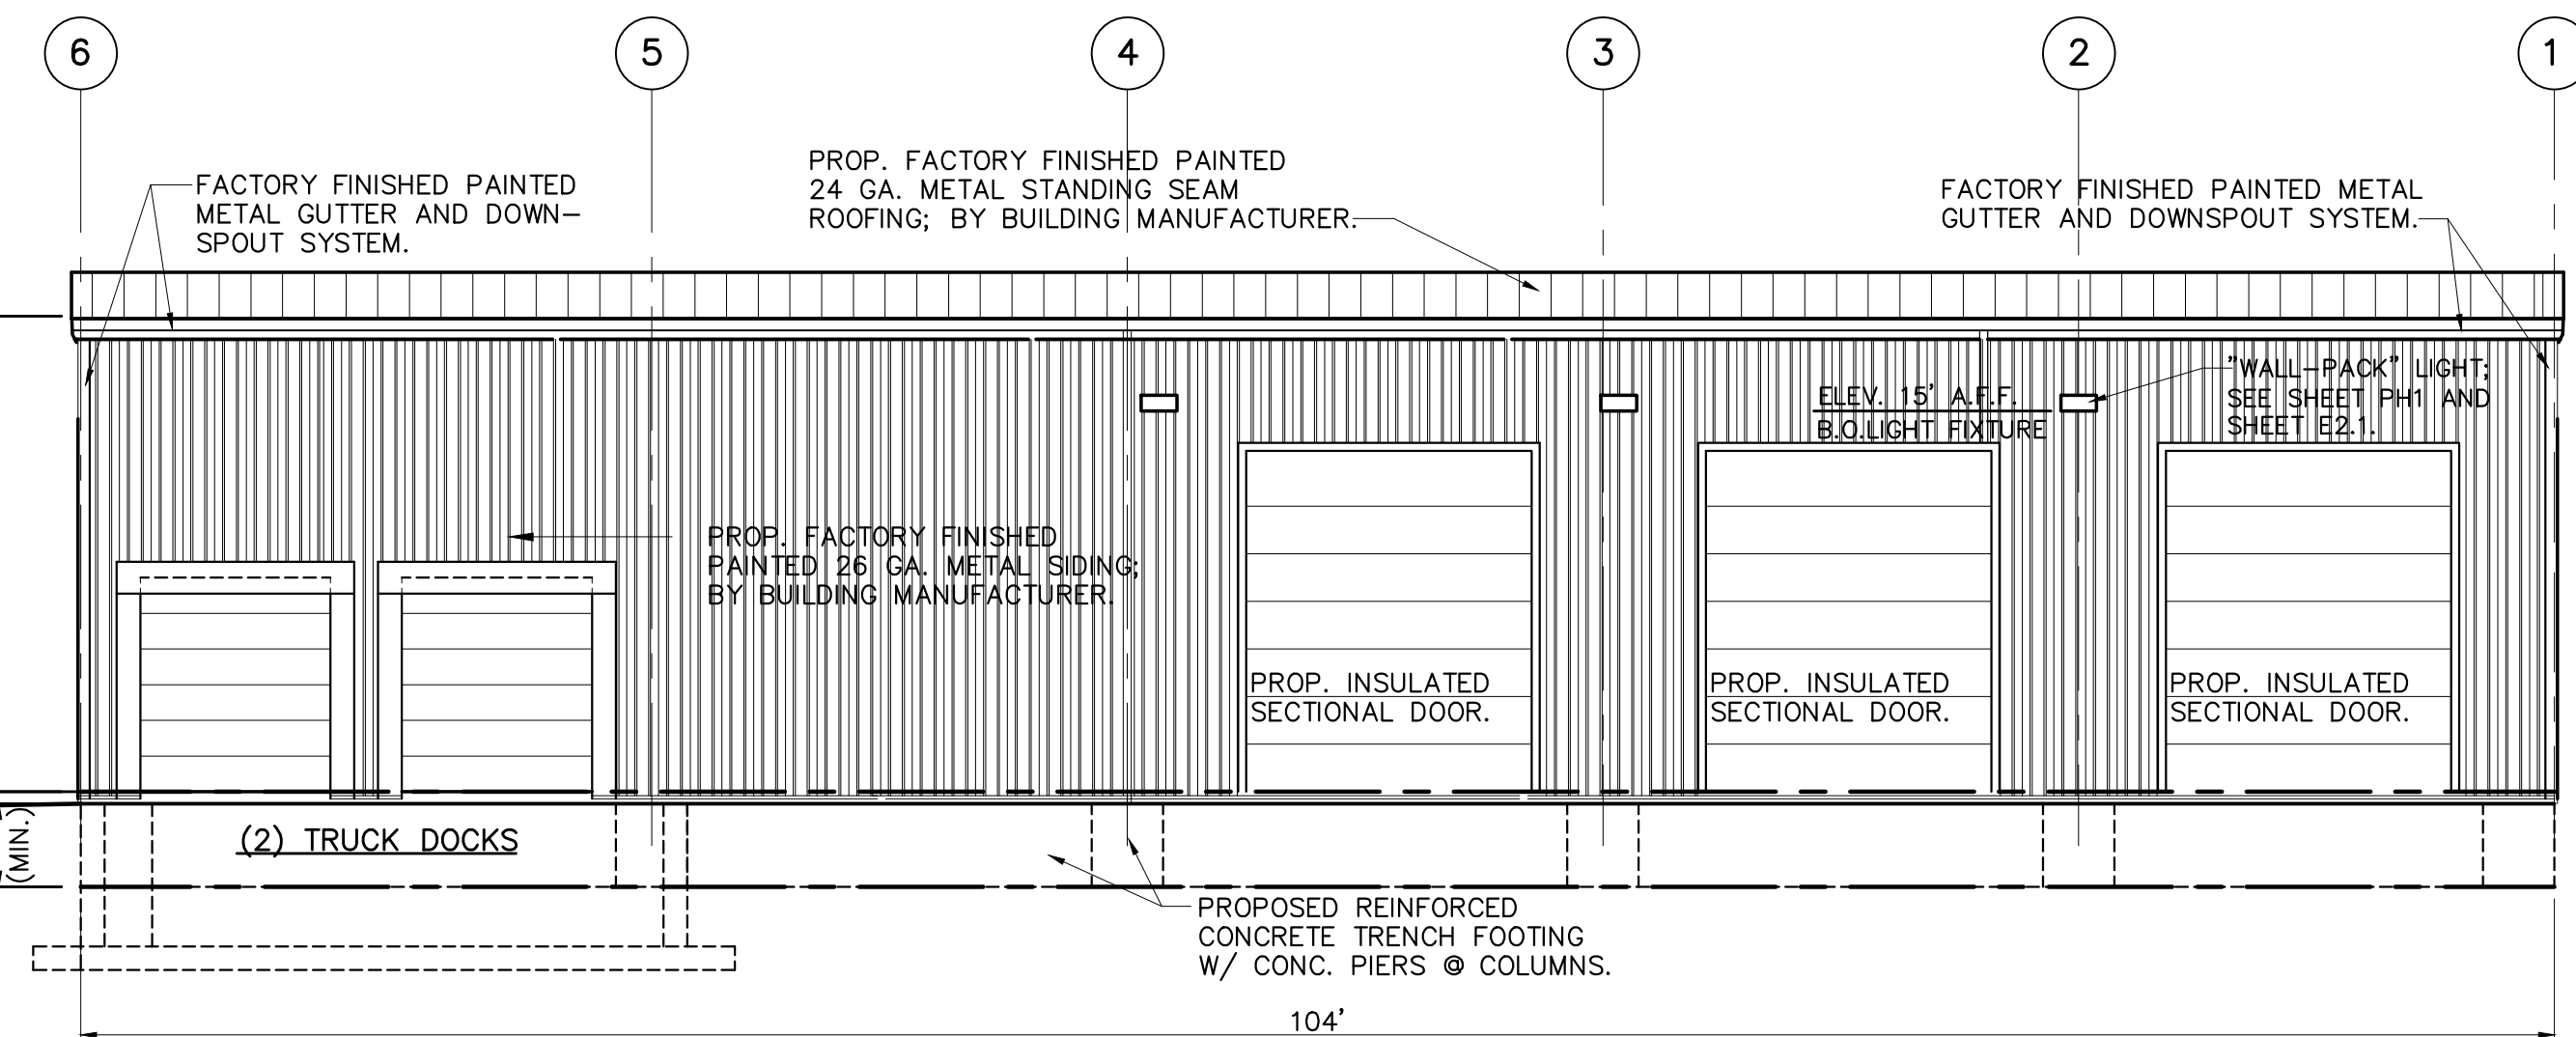 6
5
4
3
2
1
FACTORY FINISHED PAINTED
METAL GUTTER AND DOWN-
SPOUT SYSTEM.
PROP. FACTORY FINISHED PAINTED
24 GA. METAL STANDING SEAM
ROOFING; BY BUILDING MANUFACTURER.
FACTORY FINISHED PAINTED METAL
GUTTER AND DOWNSPOUT SYSTEM.
ELEV. 15' A.F.F.
B.O.LIGHT FIXTURE
"WALL-PACK" LIGHT;
SEE SHEET PH1 AND
SHEET E2.1.
PROP. FACTORY FINISHED
PAINTED 26 GA. METAL SIDING;
BY BUILDING MANUFACTURER.
PROP. INSULATED
SECTIONAL DOOR.
PROP. INSULATED
SECTIONAL DOOR.
PROP. INSULATED
SECTIONAL DOOR.
(MIN.)
(2) TRUCK DOCKS
PROPOSED REINFORCED
CONCRETE TRENCH FOOTING
W/ CONC. PIERS @ COLUMNS.
104'